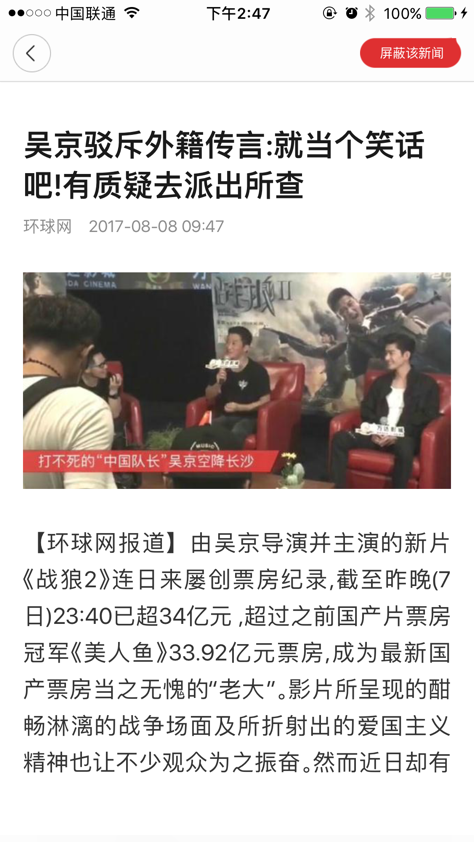 中国联通
下午2:47
100%
屏蔽该新闻
吴京驳斥外籍传言:就当个笑话
吧!有质疑去派出所查
环球网 2017-08-08 09:47
CINEMA
战狼II
打不死的“中国队长”吴京空降长沙
【环球网报道】由吴京导演并主演的新片
《战狼2》连日来屡创票房纪录,截至昨晚(7
日)23:40已超34亿元 ,超过之前国产片票房
冠军《美人鱼》33.92亿元票房,成为最新国
产票房当之无愧的“老大”。影片所呈现的酣
畅淋漓的战争场面及所折射出的爱国主义
精神也让不少观众为之振奋。然而近日却有